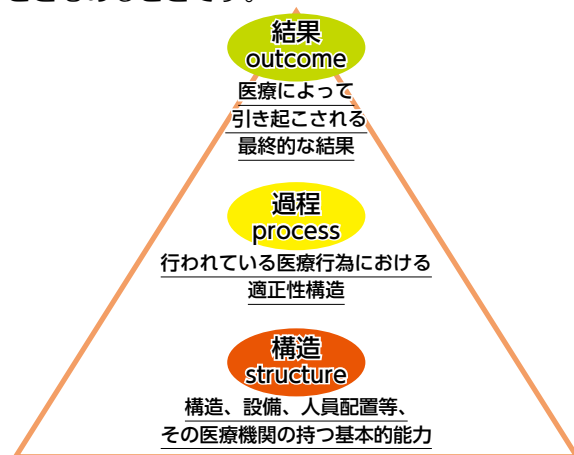 結果
outcome
医療によって
引き起こされる
最終的な結果
過程
process
行われている医療行為における
適正性構造
構造
structure
構造、設備、人員配置等、
その医療機関の持つ基本的能力